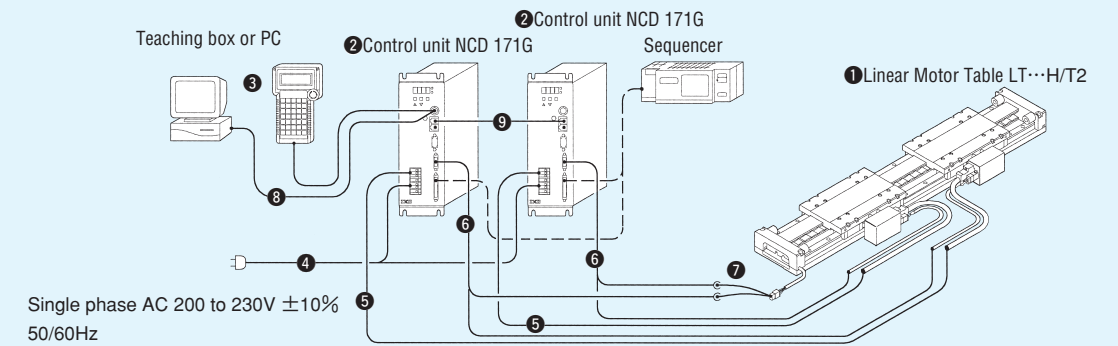 ❷Control unit NCD 171G
Teaching box or PC
❷Control unit NCD 171G
Sequencer
❸
❶Linear Motor Table LT⋯H/T2
❾
❽
❻
❻
❼
❹
Single phase AC 200 to 230V ±10%
❺
❺
50/60Hz